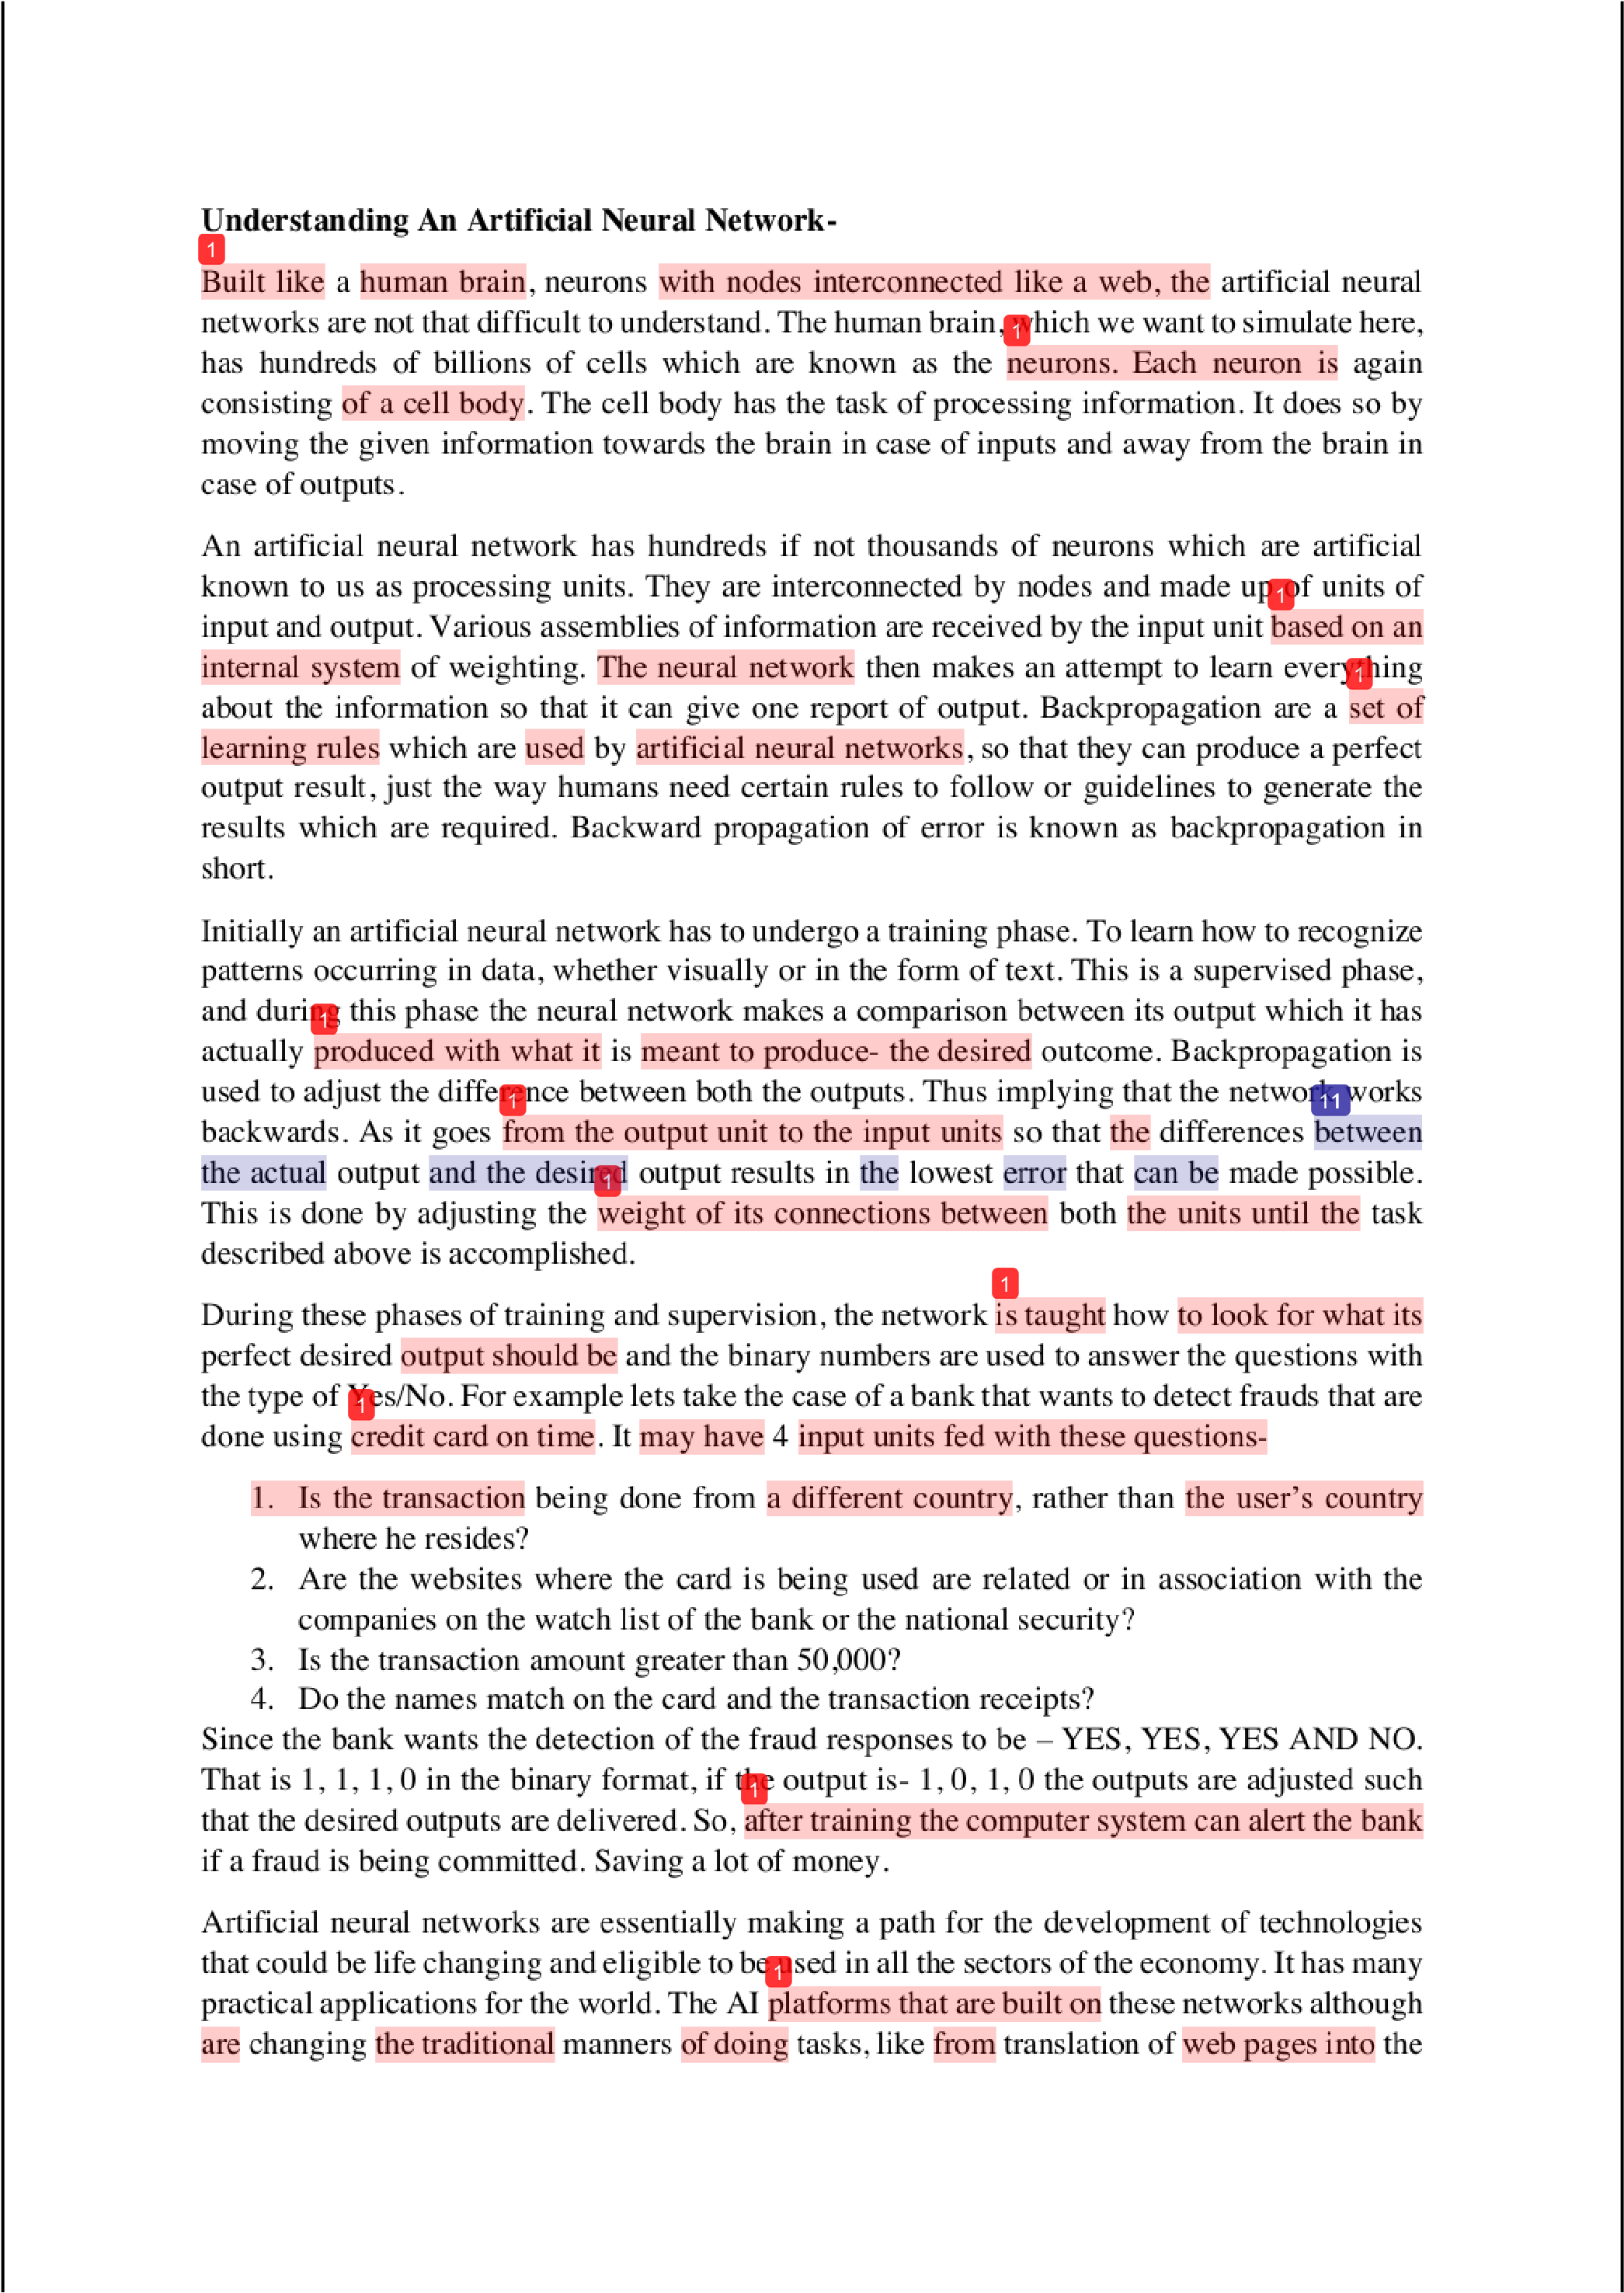 Understanding An Artificial Neural Network-
1
Built like a human brain, neurons with nodes interconnected like a web, the artificial neural
networks are not that difficult to understand. The human brain, which we want to simulate here,
1
has hundreds of billions of cells which are known as the neurons. Each neuron is again
consisting of a cell body. The cell body has the task of processing information. It does so by
moving the given information towards the brain in case of inputs and away from the brain in
case of outputs.
An artificial neural network has hundreds if not thousands of neurons which are artificial
known to us as processing units. They are interconnected by nodes and made up of units of
1
input and output. Various assemblies of information are received by the input unit based on an
internal system of weighting. The neural network then makes an attempt to learn everything
1
about the information so that it can give one report of output. Backpropagation are a set of
learning rules which are used by artificial neural networks, so that they can produce a perfect
output result, just the way humans need certain rules to follow or guidelines to generate the
results which are required. Backward propagation of error is known as backpropagation in
short.
Initially an artificial neural network has to undergo a training phase. To learn how to recognize
patterns occurring in data, whether visually or in the form of text. This is a supervised phase,
and during this phase the neural network makes a comparison between its output which it has
1
actually produced with what it is meant to produce- the desired outcome. Backpropagation is
used to adjust the difference between both the outputs. Thus implying that the network works
1
11
backwards. As it goes from the output unit to the input units so that the differences between
the actual output and the desired output results in the lowest error that can be made possible.
1
This is done by adjusting the weight of its connections between both the units until the task
described above is accomplished.
1
During these phases of training and supervision, the network is taught how to look for what its
perfect desired output should be and the binary numbers are used to answer the questions with
the type of Yes/No. For example lets take the case of a bank that wants to detect frauds that are
1
done using credit card on time. It may have 4 input units fed with these questions-
1. Is the transaction being done from a different country, rather than the user's country
where he resides?
2. Are the websites where the card is being used are related or in association with the
companies on the watch list of the bank or the national security?
3. Is the transaction amount greater than 50,000?
4. Do the names match on the card and the transaction receipts?
Since the bank wants the detection of the fraud responses to be – YES, YES, YES AND NO.
That is 1, 1, 1, 0 in the binary format, if the output is- 1, 0, 1, 0 the outputs are adjusted such
1
that the desired outputs are delivered. So, after training the computer system can alert the bank
if a fraud is being committed. Saving a lot of money.
Artificial neural networks are essentially making a path for the development of technologies
that could be life changing and eligible to be used in all the sectors of the economy. It has many
1
practical applications for the world. The AI platforms that are built on these networks although
are changing the traditional manners of doing tasks, like from translation of web pages into the